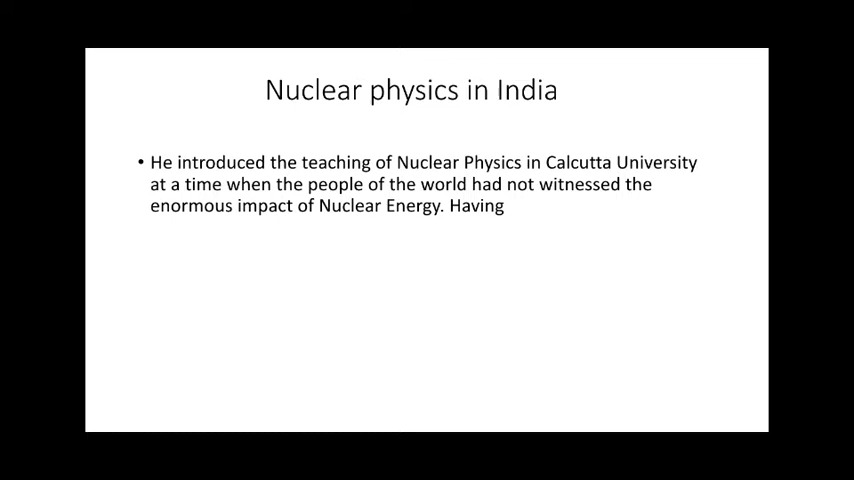 Nuclear physics in India
• He introduced the teaching of Nuclear Physics in Calcutta University
at a time when the people of the world had not witnessed the
enormous impact of Nuclear Energy. Having